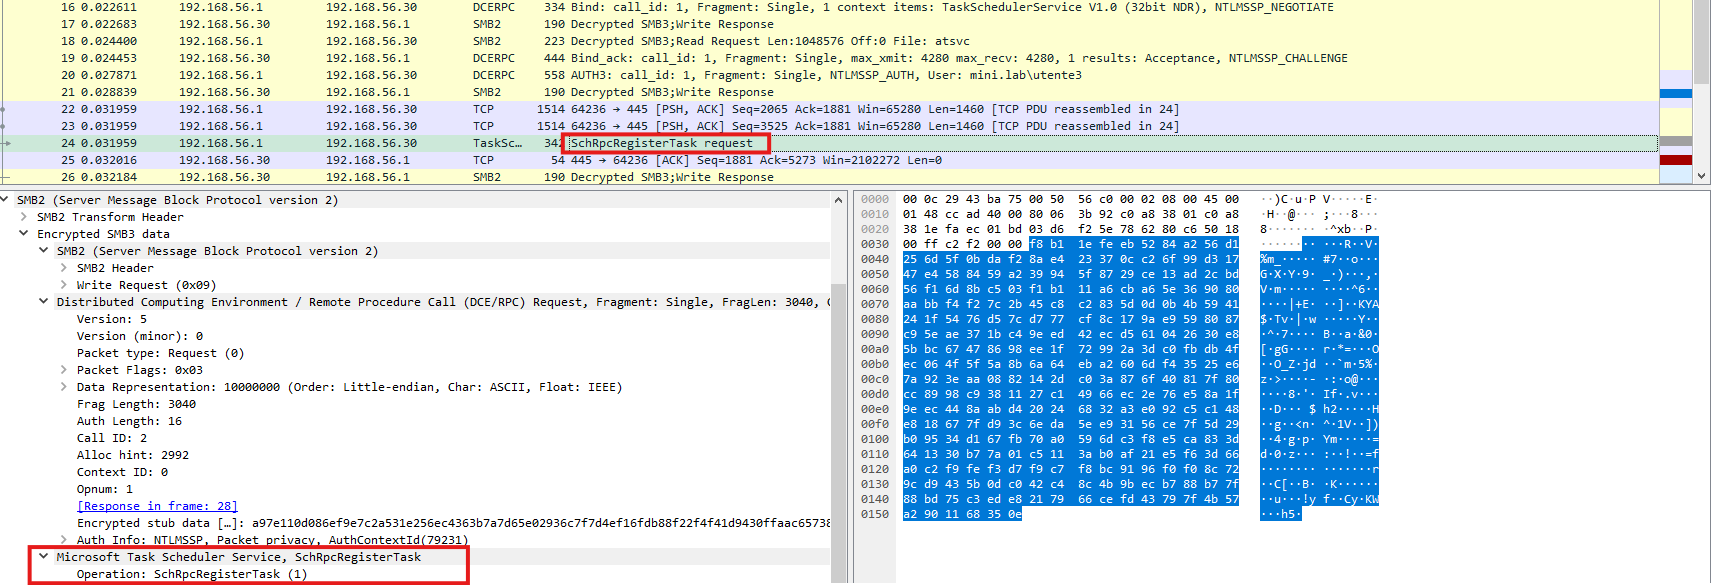 16 0.022611 192.168.56.1 192.168.56.30 DCERPC 334 Bind: call_id: 1, Fragment: Single, 1 context items: TaskSchedulerService V1.0 (32bit NDR), NTLMSSP_NEGOTIATE
17 0.022683 192.168.56.30 192.168.56.1 SMB2 190 Decrypted SMB3;Write Response
18 0.024400 192.168.56.1 192.168.56.30 SMB2 223 Decrypted SMB3;Read Request Len:1048576 Off:0 File: atsvc
19 0.024453 192.168.56.30 192.168.56.1 DCERPC 444 Bind_ack: call_id: 1, Fragment: Single, max_xmit: 4280 max_recv: 4280, 1 results: Acceptance, NTLMSSP_CHALLENGE
20 0.027871 192.168.56.1 192.168.56.30 DCERPC 558 AUTH3: call_id: 1, Fragment: Single, NTLMSSP_AUTH, User: mini.lab\utente3
21 0.028839 192.168.56.30 192.168.56.1 SMB2 190 Decrypted SMB3;Write Response
22 0.031959 192.168.56.1 192.168.56.30 TCP 1514 64236 → 445 [PSH, ACK] Seq=2065 Ack=1881 Win=65280 Len=1460 [TCP PDU reassembled in 24]
23 0.031959 192.168.56.1 192.168.56.30 TCP 1514 64236 → 445 [PSH, ACK] Seq=3525 Ack=1881 Win=65280 Len=1460 [TCP PDU reassembled in 24]
24 0.031959 192.168.56.1 192.168.56.30 TaskSc… 342 SchRpcRegisterTask request
25 0.032016 192.168.56.30 192.168.56.1 TCP 54 445 → 64236 [ACK] Seq=1881 Ack=5273 Win=2102272 Len=0
26 0.032184 192.168.56.30 192.168.56.1 SMB2 190 Decrypted SMB3;Write Response
SMB2 (Server Message Block Protocol version 2)
SMB2 Transform Header
Encrypted SMB3 data
SMB2 (Server Message Block Protocol version 2)
SMB2 Header
Write Request (0x09)
Distributed Computing Environment / Remote Procedure Call (DCE/RPC) Request, Fragment: Single, FragLen: 3040,
Version: 5
Version (minor): 0
Packet type: Request (0)
Packet Flags: 0x03
Data Representation: 10000000 (Order: Little-endian, Char: ASCII, Float: IEEE)
Frag Length: 3040
Auth Length: 16
Call ID: 2
Alloc hint: 2992
Context ID: 0
Opnum: 1
[Response in frame: 28]
Encrypted stub data […]: a97e110d086ef9e7c2a531e256ec4363b7a7d65e02936c7f7d4ef16fdb88f22f4f41d9430ffaac65738
Auth Info: NTLMSSP, Packet privacy, AuthContextId(79231)
Microsoft Task Scheduler Service, SchRpcRegisterTask
Operation: SchRpcRegisterTask (1)
0000 00 0c 29 43 ba 75 00 50 56 c0 00 02 08 00 45 00 ··)C·u·P V·····E·
0010 01 48 cc ad 40 00 80 06 3b 92 c0 a8 38 01 c0 a8 ·H··@··· ;···8···
0020 38 1e fa ec 01 bd 03 d6 f2 5e 78 62 80 c6 50 18 8······· ·^xb··P·
0030 00 ff c2 f2 00 00 f8 b1 1e fe eb 52 84 a2 56 d1 ········ ···R··V·
0040 25 6d 5f 0b da f2 8a e4 23 37 0c c2 6f 99 d3 17 %m_····· #7··o···
0050 47 e4 58 84 59 a2 39 94 5f 87 29 ce 13 ad 2c bd G·X·Y·9· _·)···,·
0060 56 f1 6d 8b c5 03 f1 b1 11 a6 cb a6 5e 36 90 80 V·m····· ····^6··
0070 aa bb f4 f2 7c 2b 45 c8 c2 83 5d 0d 0b 4b 59 41 ····|+E· ··]··KYA
0080 24 1f 54 76 d5 7c d7 77 cf 8c 17 9a e9 59 80 87 $·Tv·|·w ·····Y··
0090 c9 5e ae 37 1b c4 9e ed 42 ec d5 61 04 26 30 e8 ·^·7···· B··a·&0·
00a0 5b bc 67 47 86 98 ee 1f 72 99 2a 3d c0 fb db 4f [·gG···· r·*=···O
00b0 ec 06 4f 5f 5a 8b 6a 64 eb a2 60 6d df f4 35 25 e6 ··O_Z·jd ··`m·5%·
00c0 7a 92 3e aa 08 82 14 2d c0 3a 87 6f 40 81 7f 80 z·>····- ·:·o@···
00d0 cc 89 98 c9 38 11 27 c1 49 66 ec 2e 76 e5 8a 1f ····8·'· If·.v···
00e0 9e ec 44 8a ab d4 20 24 68 32 a3 e0 92 c5 c1 48 ··D··· $ h2·····H
00f0 e8 18 67 7f d9 3c 6e da 5e e9 31 56 ce 7f 5d 29 ··g··<n· ^·1V··])
0100 b0 95 34 d1 67 fb 70 a0 59 6d c3 f8 e5 ca 83 3d ··4·g·p· Ym·····=
0110 64 13 30 b7 7a 01 c5 11 3a b0 af 21 e5 f6 3d 66 d·0·z··· :··!··=f
0120 a0 c2 f9 fe f3 d7 f9 c7 f8 bc 91 96 f0 f0 8c 72 ········ ·······r
0130 9c d9 43 5b 0d c0 42 c4 8c 4b 9b ec b7 88 b7 7f ··C[··B· ·K······
0140 88 bd 75 c3 ed e8 21 79 66 ce fd 43 79 7f 4b 57 ··u···!y f··Cy·KW
0150 a2 90 11 68 35 0e ···h5·